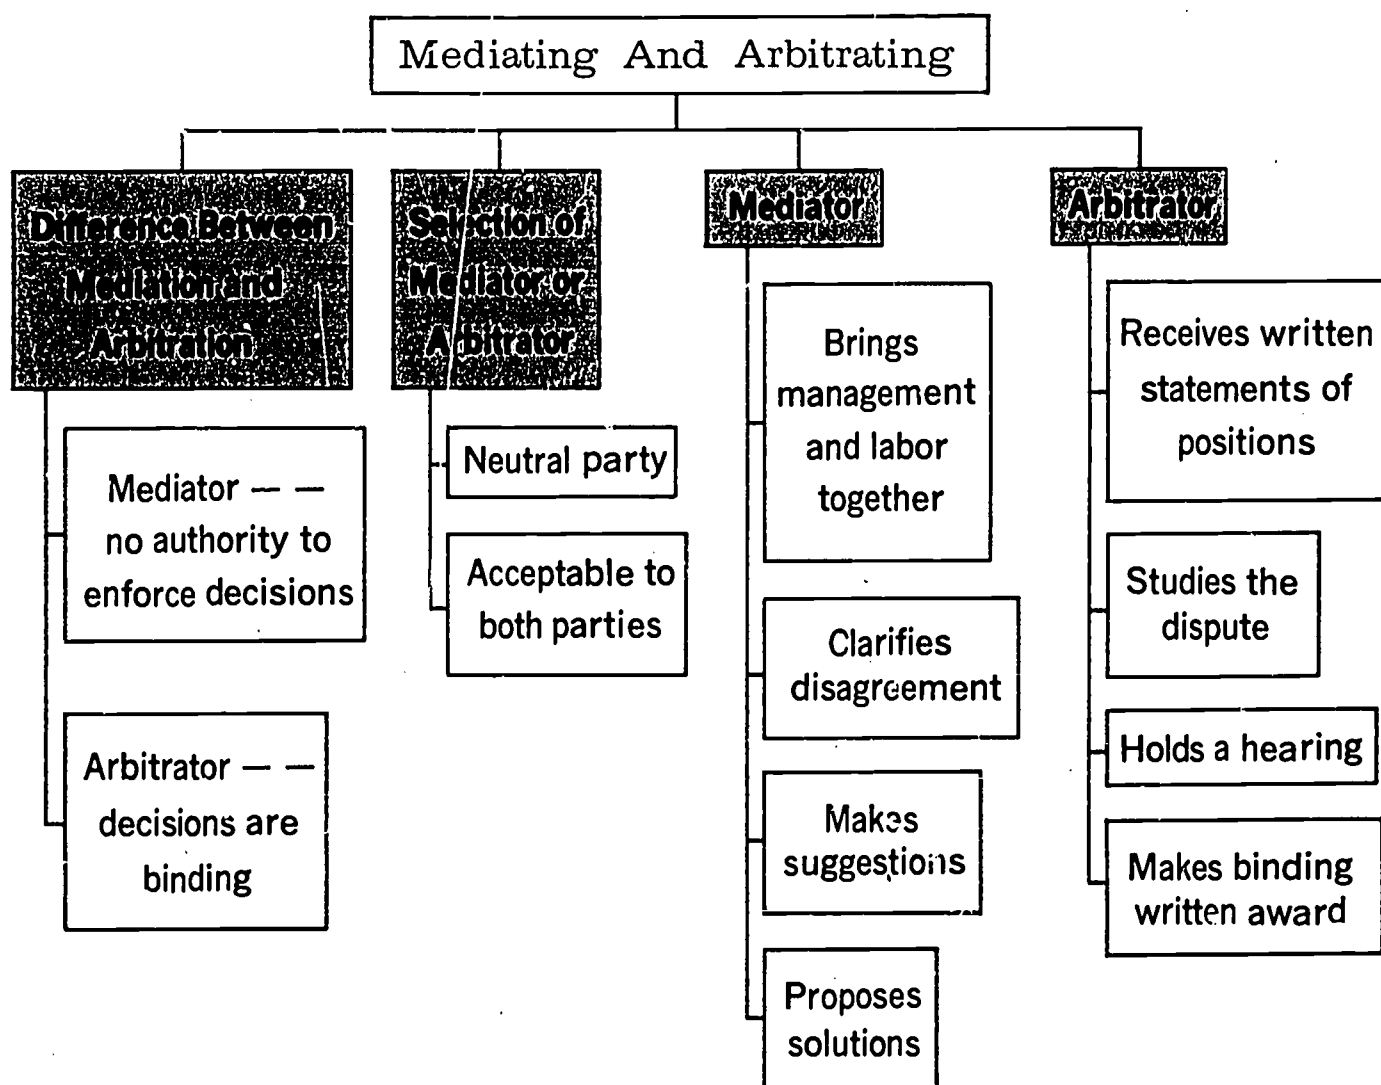 Mediating And Arbitrating
Difference Between
Mediation and
Arbitration
Mediator — —
no authority to
enforce decisions
Arbitrator — —
decisions are
binding
Selection of
Mediator or
Arbitrator
Neutral party
Acceptable to
both parties
Mediator
Brings
management
and labor
together
Clarifies
disagreement
Makes
suggestions
Proposes
solutions
Arbitrator
Receives written
statements of
positions
Studies the
dispute
Holds a hearing
Makes binding
written award